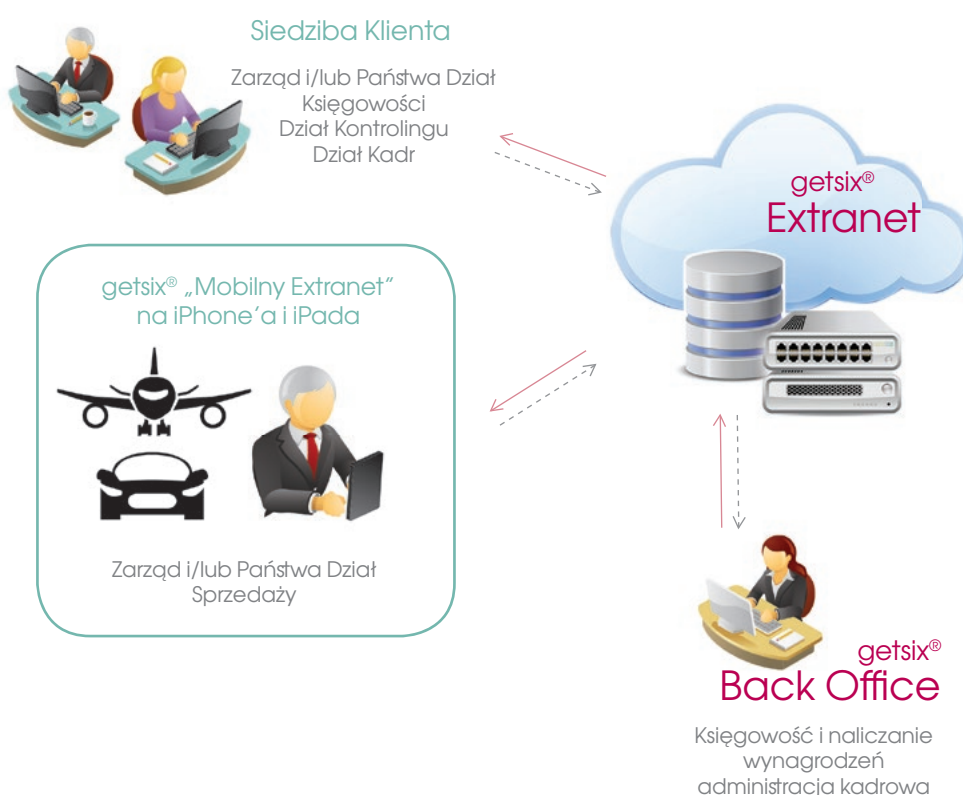 Siedziba Klienta
Zarząd i/lub Państwa Dział
Księgowości
Dział Kontrolingu
Dział Kadr
getsix®
Extranet
getsix® „Mobilny Extranet”
na iPhone´a i iPada
Zarząd i/lub Państwa Dział
Sprzedaży
getsix®
Back Office
Księgowość i naliczanie
wynagrodzeń
administracja kadrowa